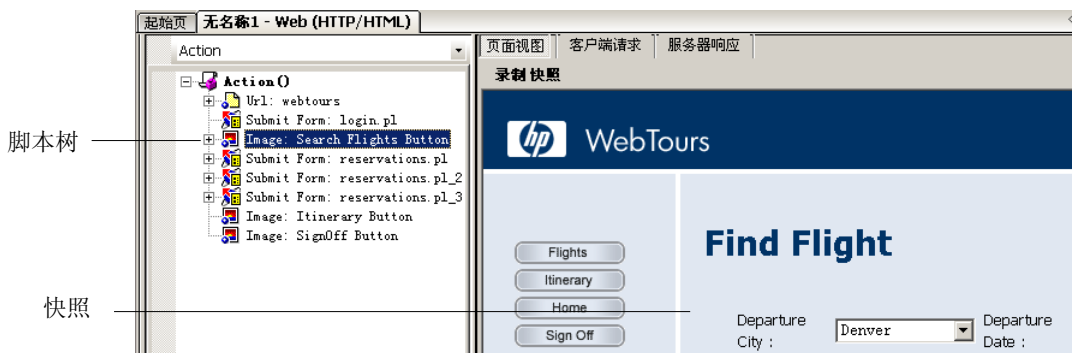 起始页 无名称1 - Web (HTTP/HTML)
Action
Action()
Url: webtours
Submit Form: login.pl
Image: Search Flights Button
Submit Form: reservations.pl
Submit Form: reservations.pl_2
Submit Form: reservations.pl_3
Image: Itinerary Button
Image: SignOff Button
脚本树
快照
页面视图 客户端请求 服务器响应
录制快照
hp WebTours
Flights
Itinerary
Home
Sign Off
Find Flight
Departure City :
Denver
Departure Date :